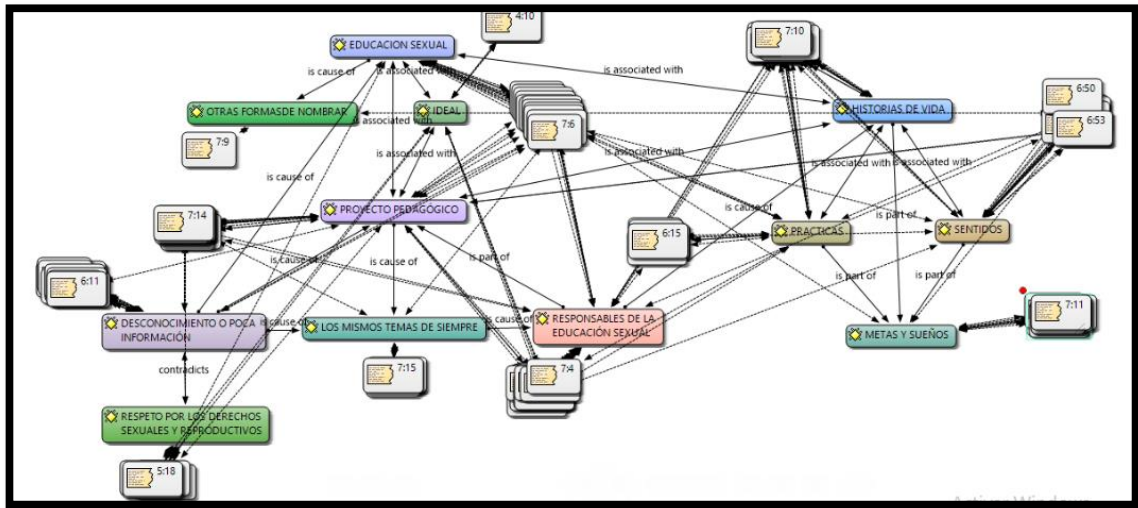 4:10
EDUCACION SEXUAL
7:10
is cause of
is associated with
is associated with
OTRAS FORMASDE NOMBRAR
IDEAL
HISTORIAS DE VIDA
6:50
6:53
is associated with
7:6
7:9
is associated with
is associated with
is associated with
is associated with
is cause of
PROYECTO PEDAGÓGICO
7:14
is cause of
is part of
PRACTICAS
SENTIDOS
6:15
is cause of
is cause of
is part of
is part of
is part of
6:11
7:11
DESCONOCIMIENTO O POCA
INFORMACIÓN
is cause of
LOS MISMOS TEMAS DE SIEMPRE
is cause of
RESPONSABLES DE LA
EDUCACIÓN SEXUAL
METAS Y SUEÑOS
contradicts
7:15
7:4
RESPETO POR LOS DERECHOS
SEXUALES Y REPRODUCTIVOS
5:18